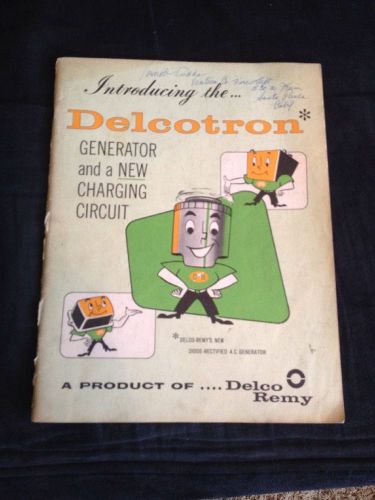 Introducing the...
Delcotron*
GENERATOR
and a NEW
CHARGING
CIRCUIT
* DELCO-REMY'S NEW
DIODE-RECTIFIED A.C. GENERATOR
A PRODUCT OF .... Delco
Remy